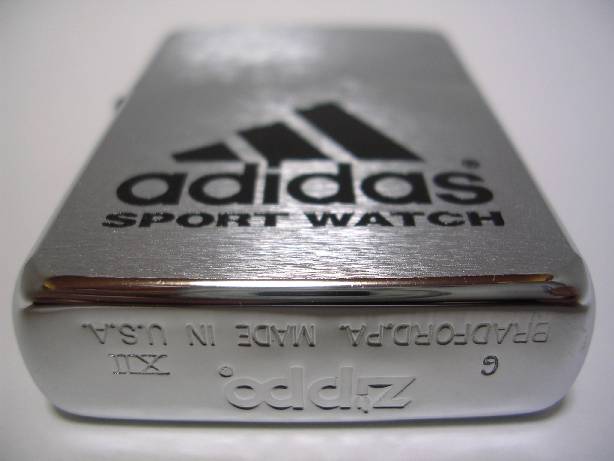 adidas®
SPORT WATCH
Zippo®
G XII
BRADFORD,PA. MADE IN U.S.A.